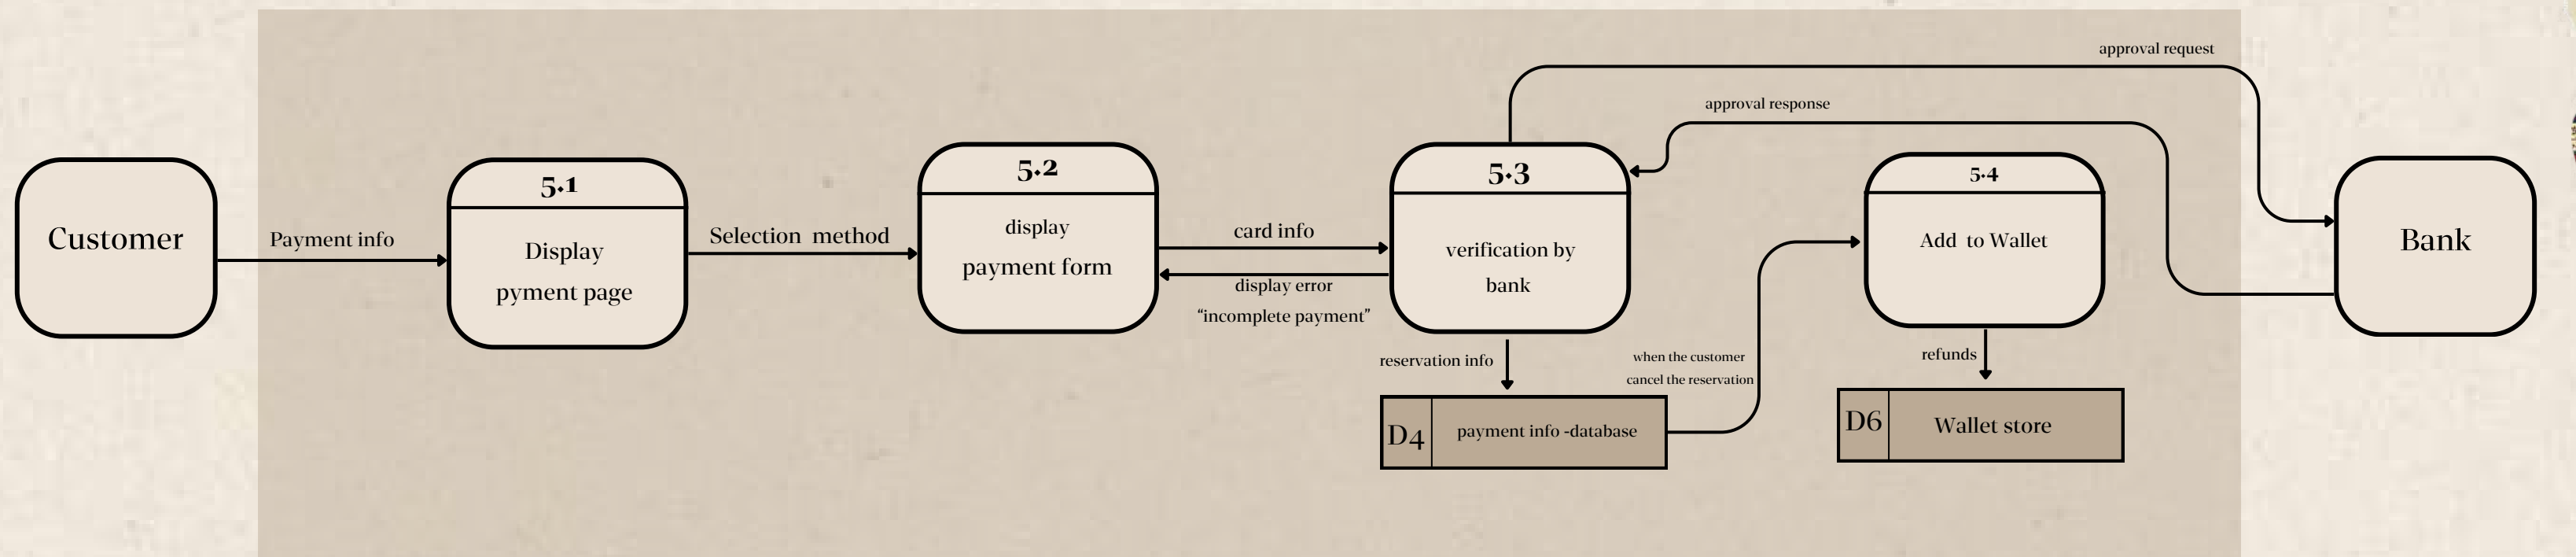 approval request
approval response
Customer
Payment info
5.1
Display
pyment page
Selection method
5.2
display
payment form
card info
display error
“incomplete payment”
5.3
verification by
bank
5.4
Add to Wallet
Bank
reservation info
when the customer
cancel the reservation
refunds
D4
payment info -database
D6
Wallet store